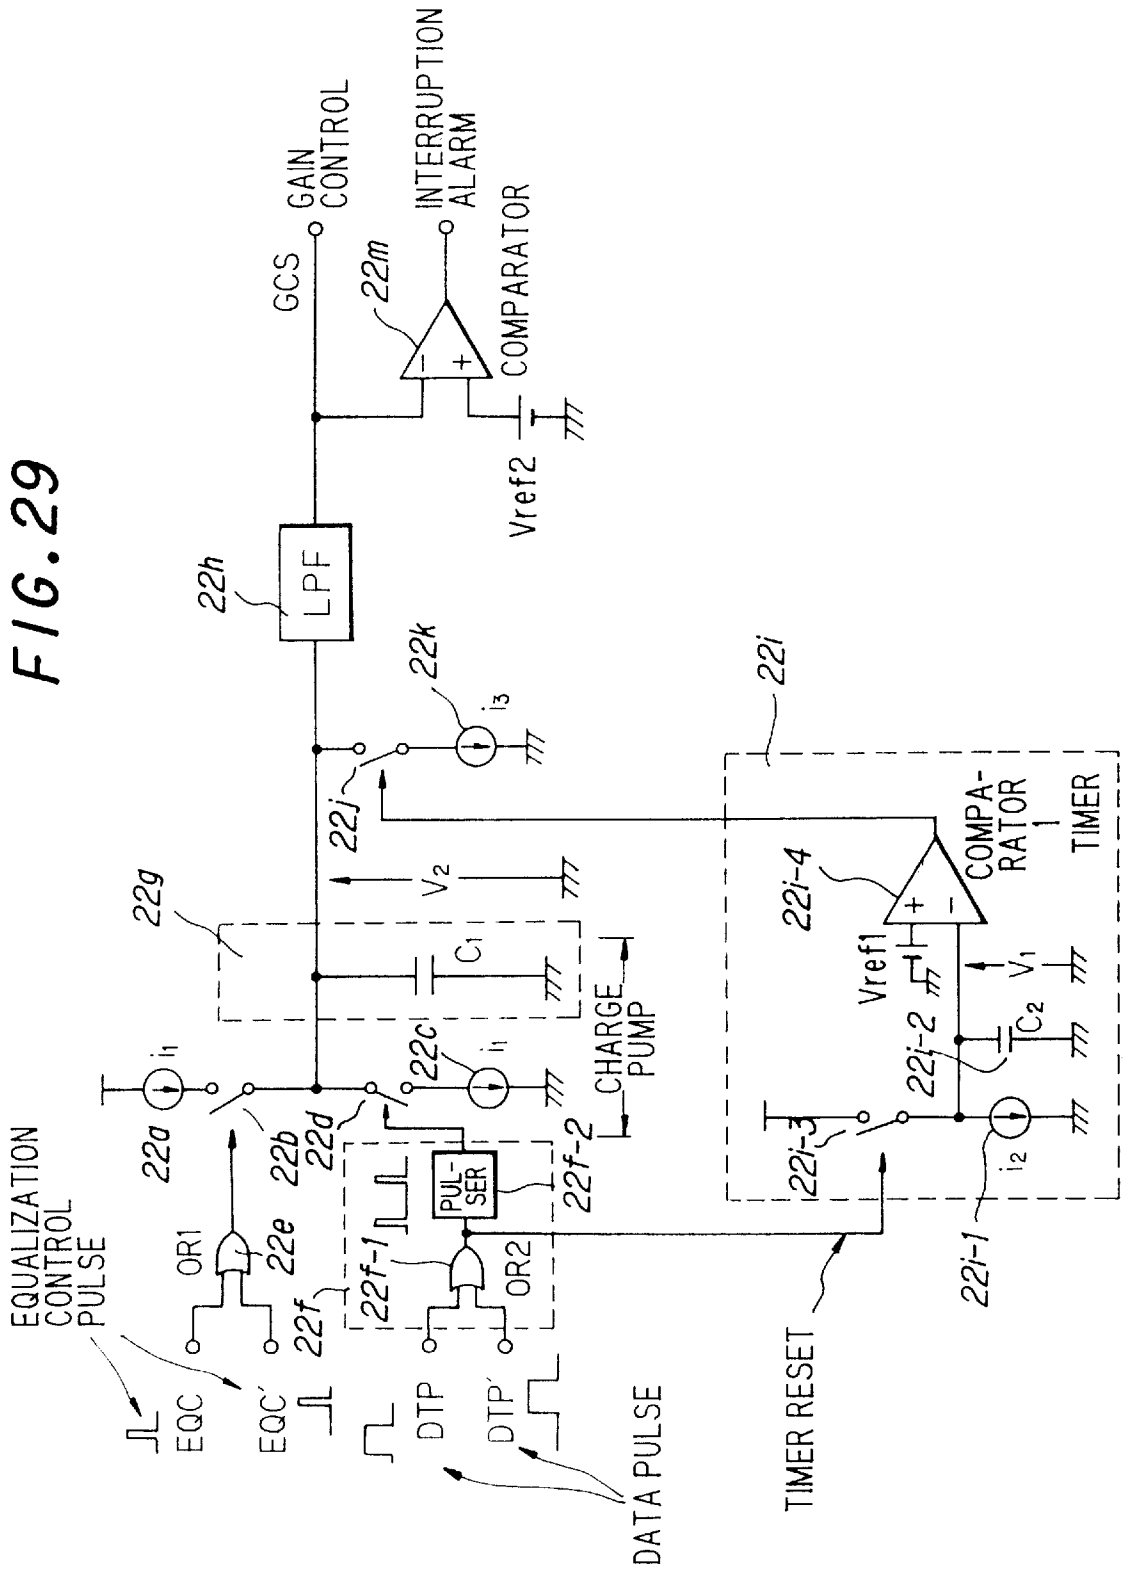 FIG. 29
EQUALIZATION
CONTROL
PULSE
EQC
EQC'
OR1
22e
22a
i1
22b
22d
22c
i1
22f
22f-1
OR2
PUL-
SER
22f-2
DTP
DTP'
DATA PULSE
CHARGE
PUMP
22g
C1
V2
22j
22k
i3
22h
LPF
GCS
GAIN
CONTROL
22m
-
+
COMPARATOR
Vref2
INTERRUPTION
ALARM
TIMER RESET
22i
22i-3
22i-1
i2
22i-2
C2
V1
Vref1
22i-4
+
-
COMPA-
RATOR
1
TIMER